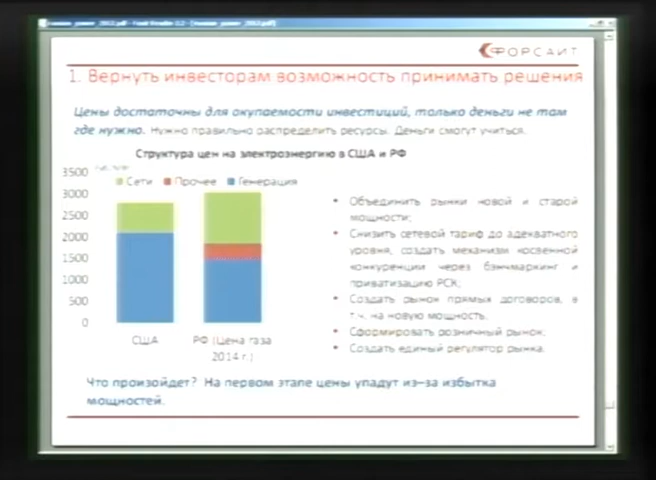 ФОРСАЙТ
1. Вернуть инвесторам возможность принимать решения
Цены достаточны для окупаемости инвестиций, только деньги не там
где нужно. Нужно правильно распределить ресурсы. Деньги смогут учиться.
Структура цен на электроэнергию в США и РФ
Сети Прочее Генерация
3500
3000
2500
2000
1500
1000
500
0
США
РФ (Цена газа
2014 г.)
• Объединить рынки новой и старой
мощности;
• Снизить сетевой тариф до адекватного
уровня, создать механизм косвенной
конкуренции через бэнчмаркинг и
приватизацию РСК;
• Создать рынок прямых договоров, в
т.ч. на новую мощность.
• Сформировать розничный рынок;
• Создать единый регулятор рынка.
Что произойдет? На первом этапе цены упадут из–за избытка
мощностей.